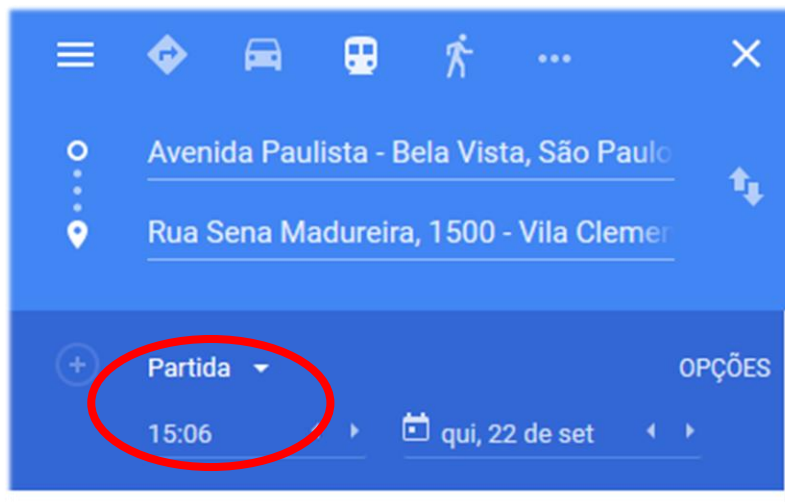 Avenida Paulista - Bela Vista, São Paulo
Rua Sena Madureira, 1500 - Vila Clemen
Partida
OPÇÕES
15:06 qui, 22 de set